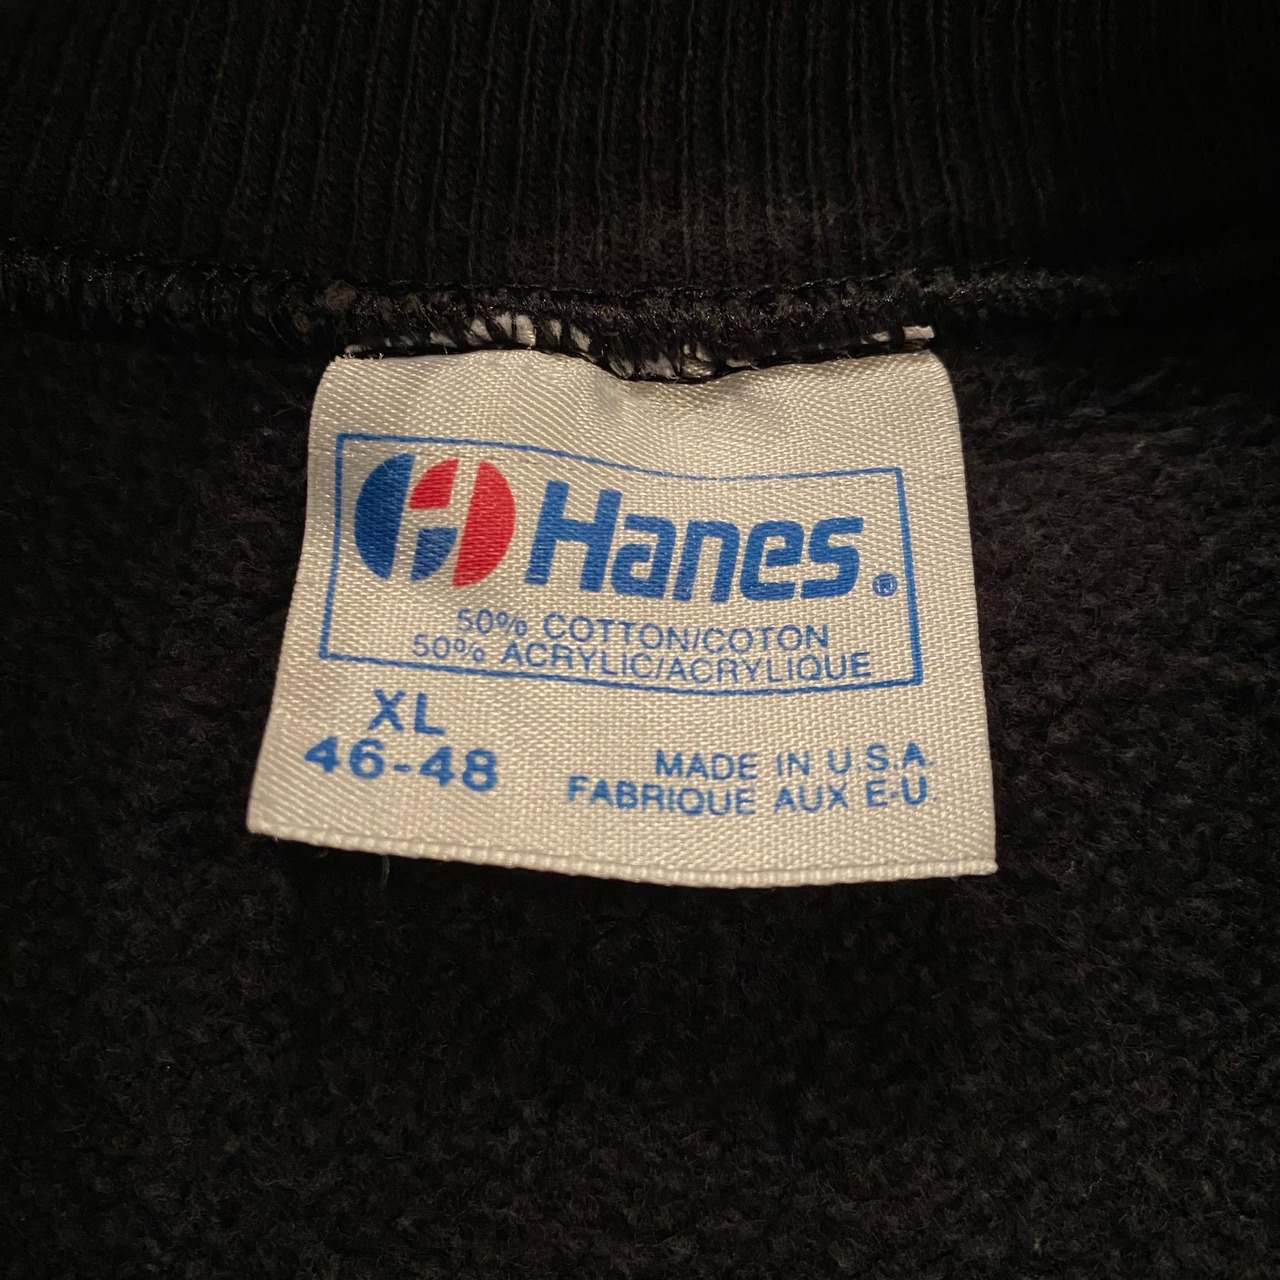 Hanes®
50% COTTON/COTON
50% ACRYLIC/ACRYLIQUE
XL
46-48
MADE IN U.S.A.
FABRIQUE AUX E-U.